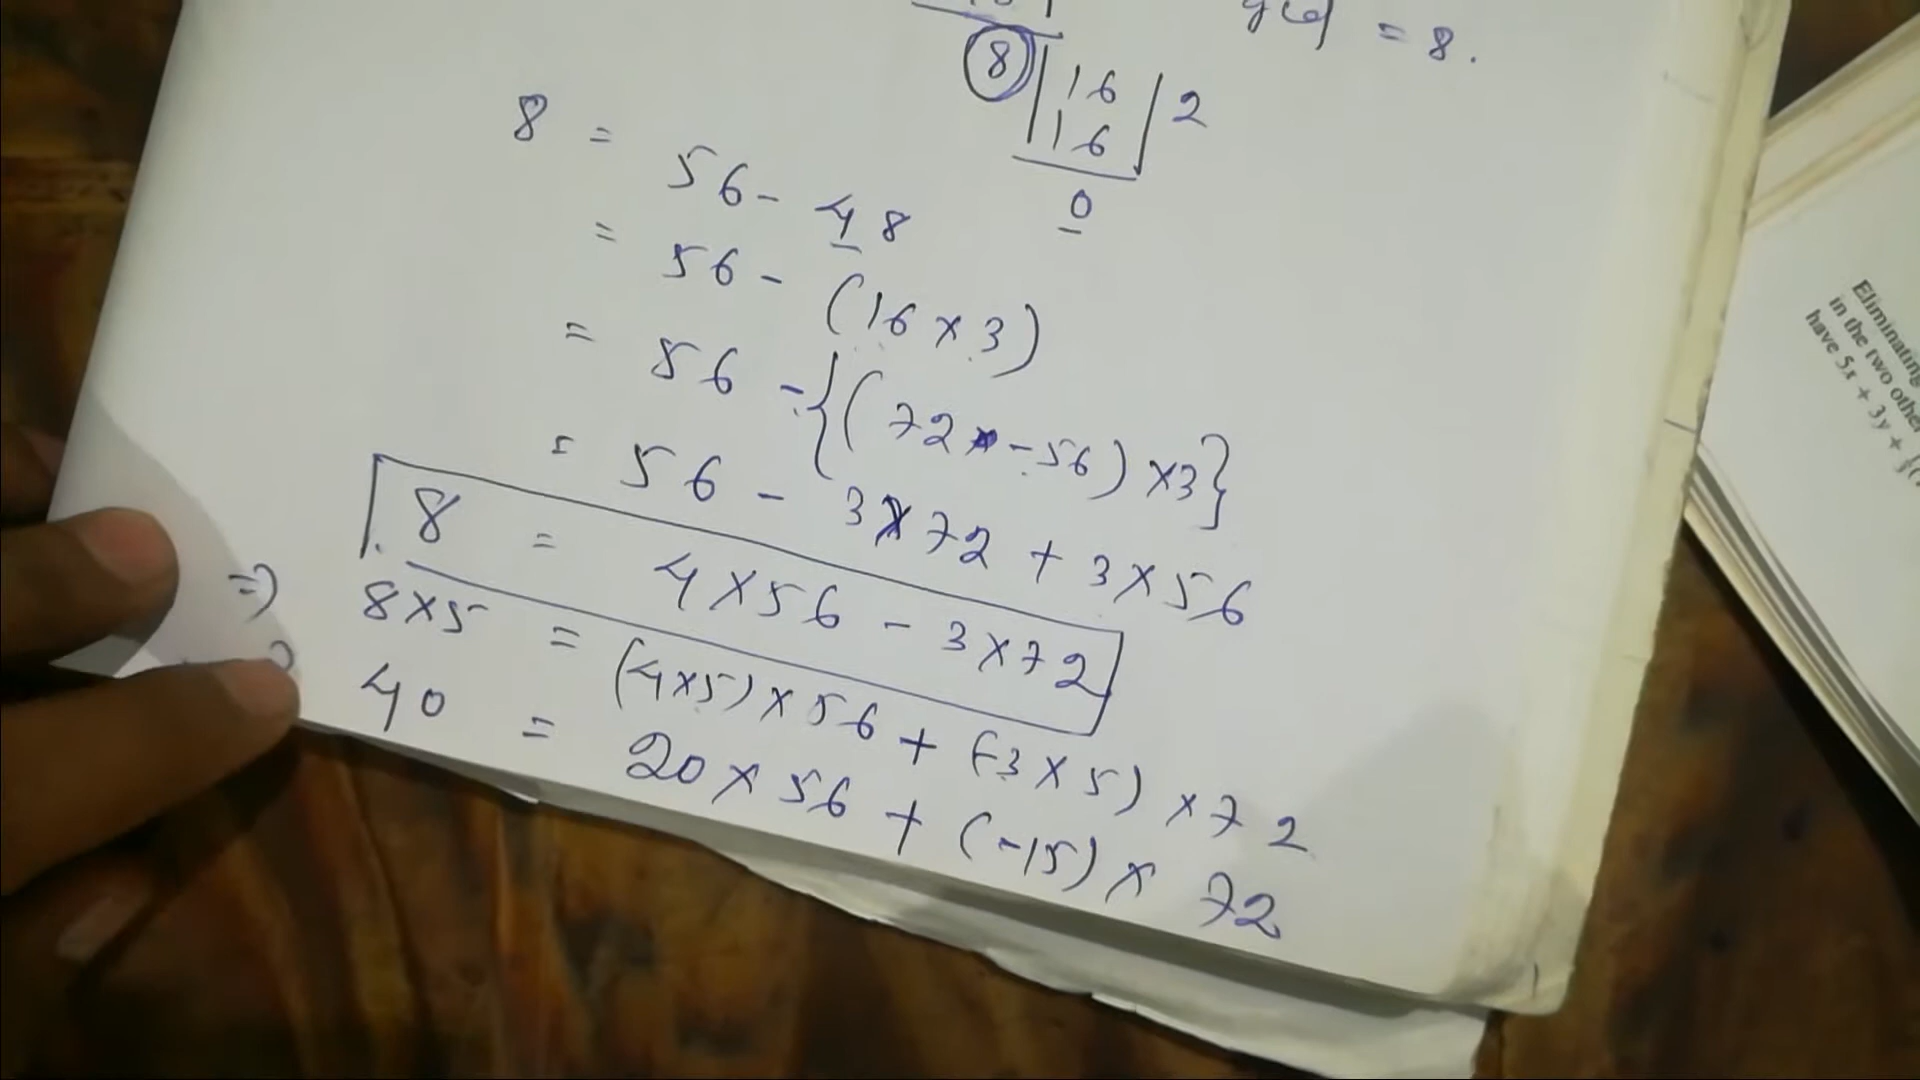 = 8.
8 | 16 | 2
16
0
8 = 56 - 48
= 56 - (16 × 3)
= 56 - {(72 - 56) × 3}
= 56 - 3 × 72 + 3 × 56
8 = 4 × 56 - 3 × 72
⇒ 8 × 5 = (4 × 5) × 56 + (-3 × 5) × 72
40 = 20 × 56 + (-15) × 72
Eliminating
in the two other
have 5x + 3y +